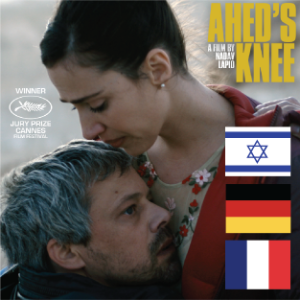 AHED'S
A FILM BY
NADAV
LAPID
KNEE
WINNER
JURY PRIZE
CANNES
FILM FESTIVAL